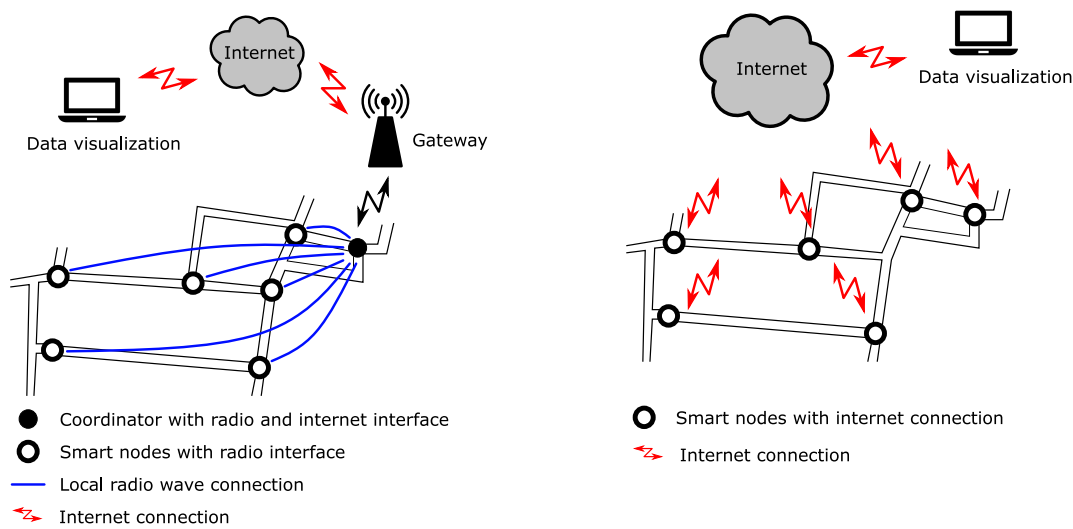 Internet
Data visualization
Gateway
Coordinator with radio and internet interface
Smart nodes with radio interface
Local radio wave connection
Internet connection
Internet
Data visualization
Smart nodes with internet connection
Internet connection